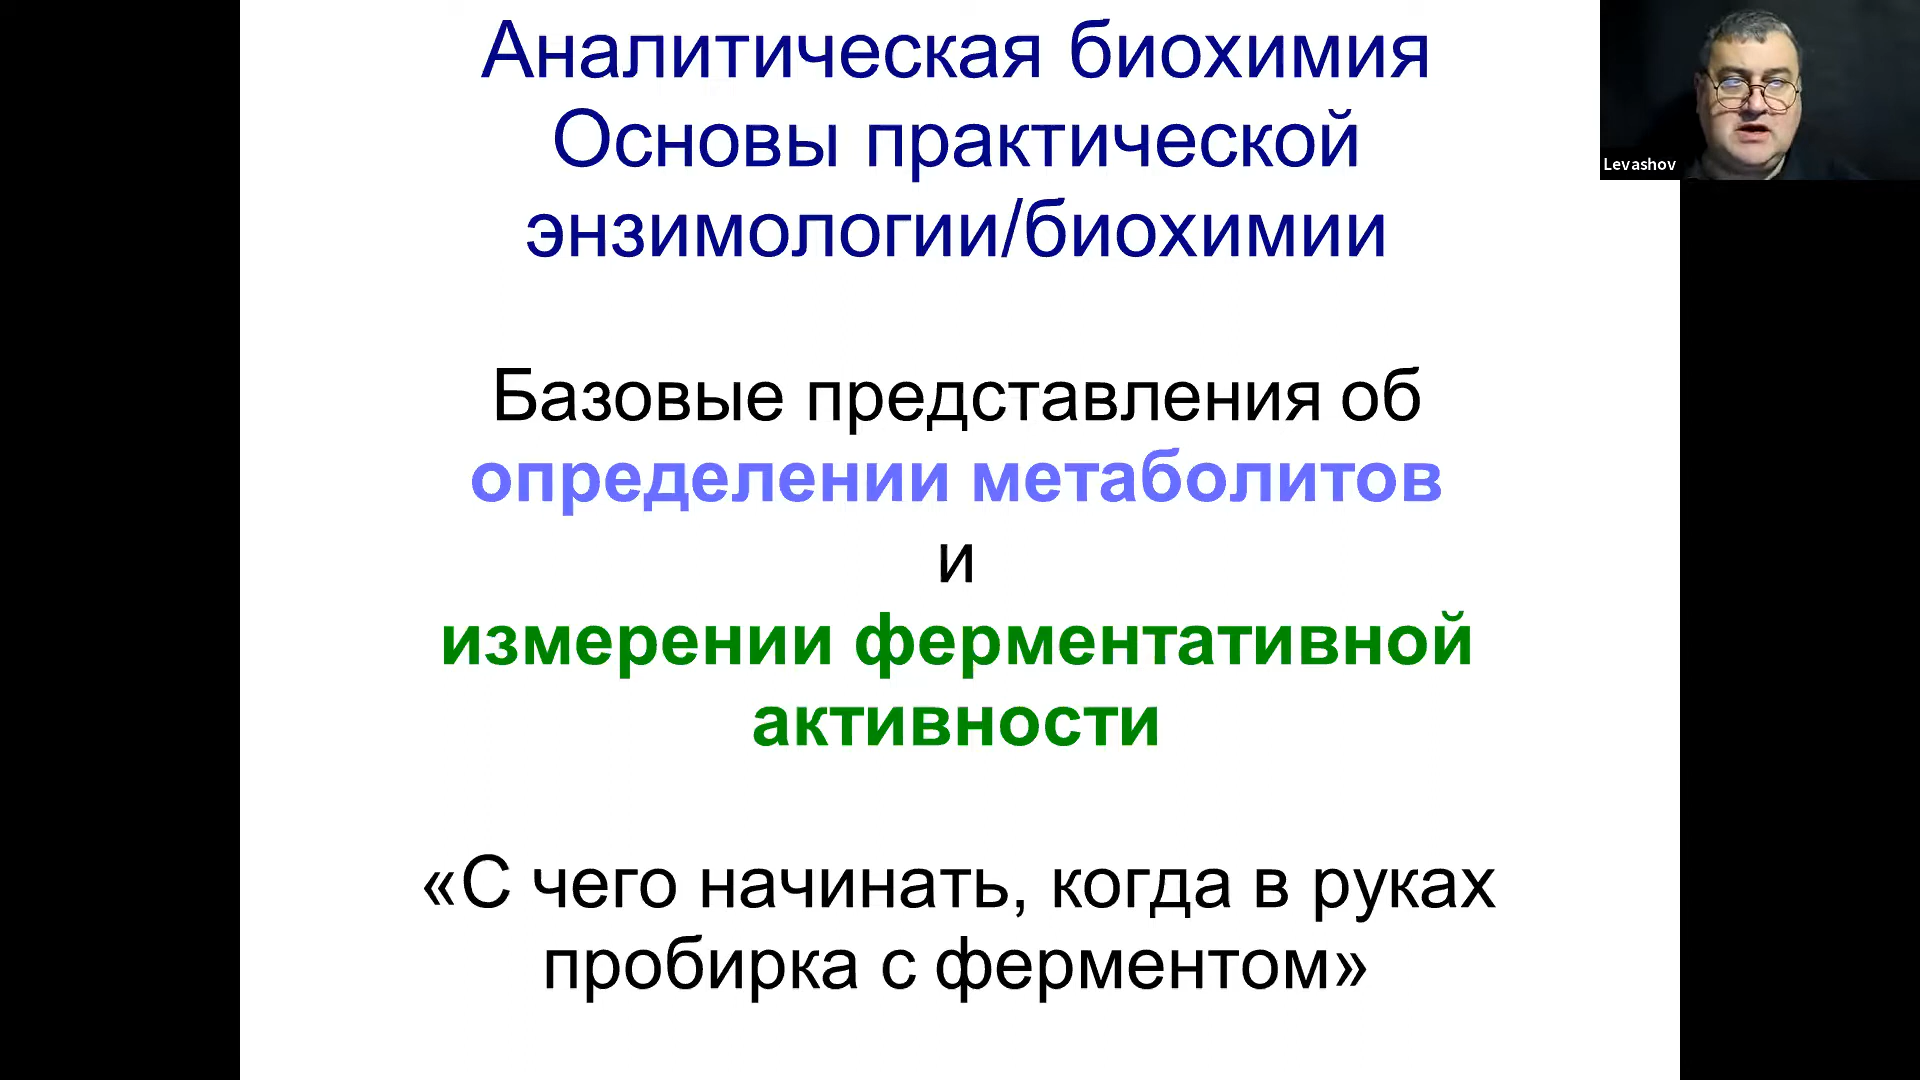 Аналитическая биохимия
Основы практической
энзимологии/биохимии
Базовые представления об
определении метаболитов
и
измерении ферментативной
активности
«С чего начинать, когда в руках
пробирка с ферментом»
Levashov